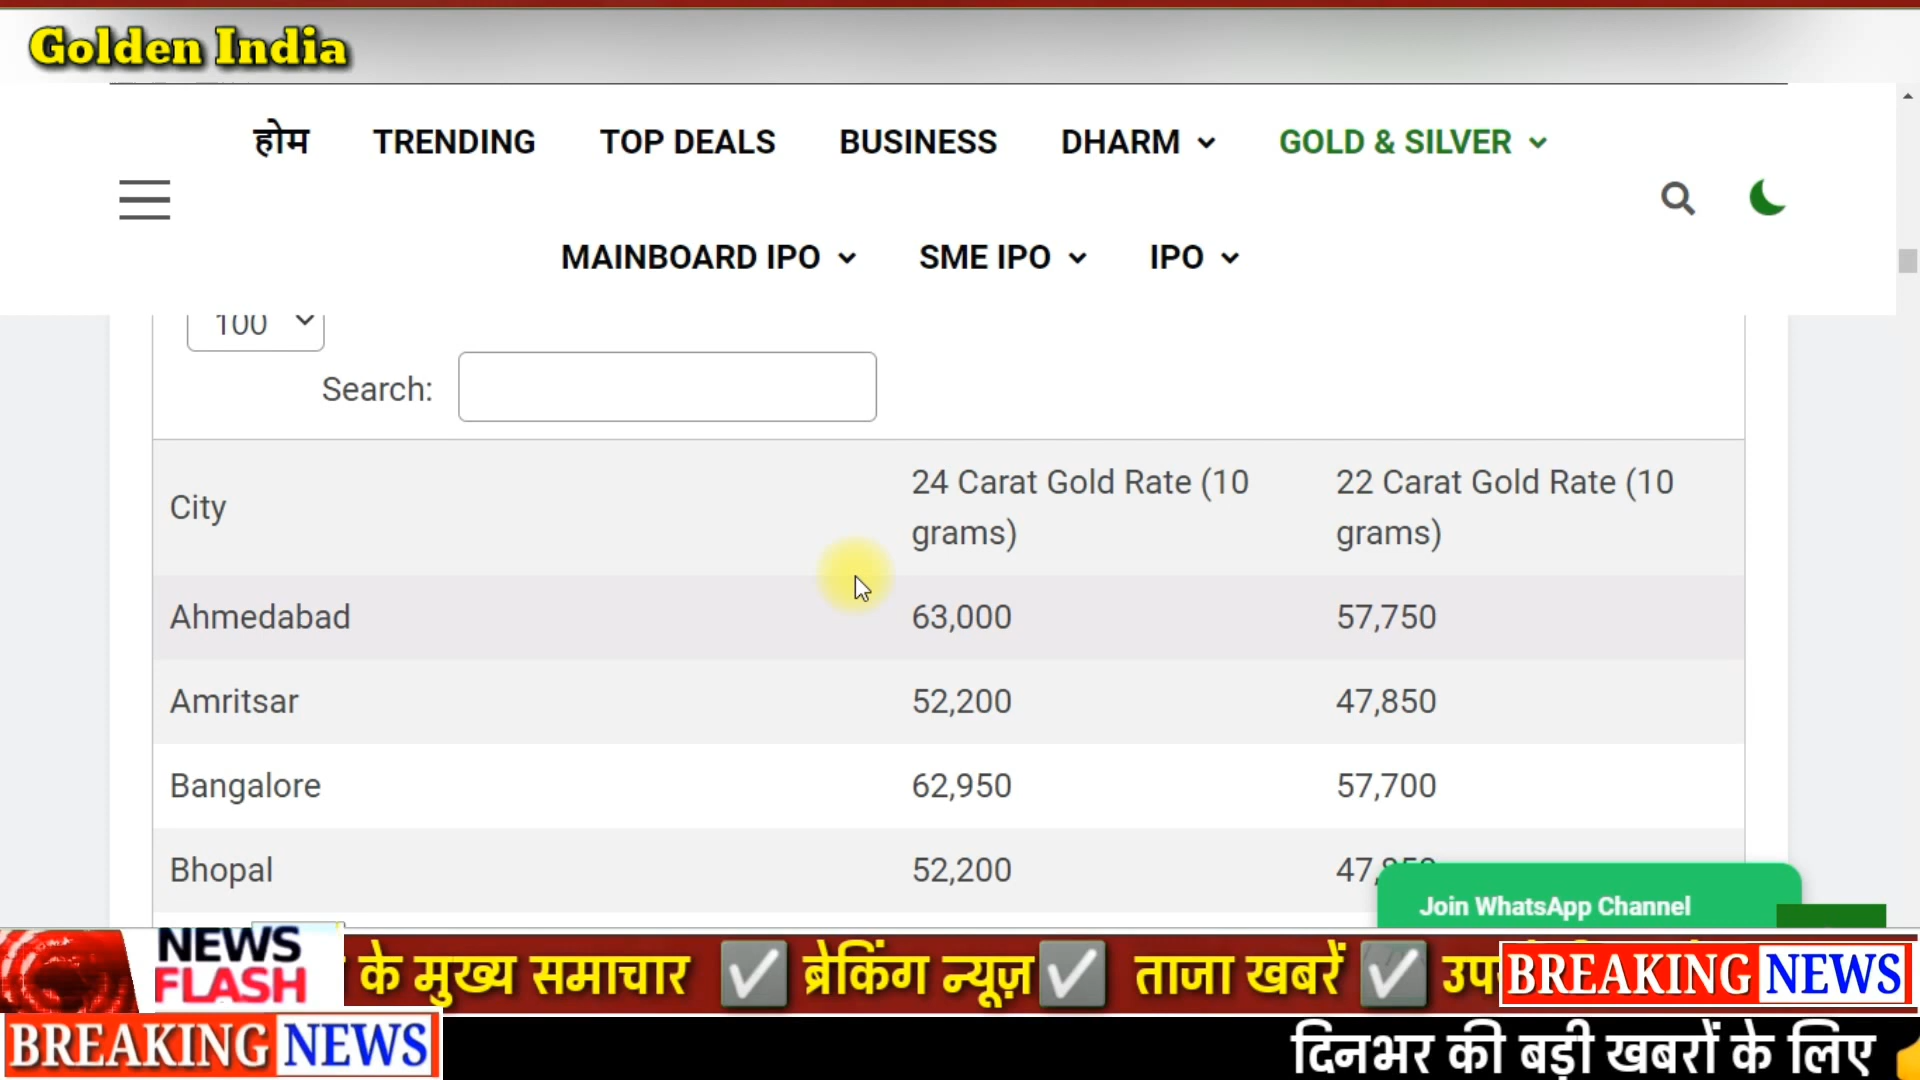 Golden India
होम TRENDING TOP DEALS BUSINESS DHARM GOLD & SILVER
MAINBOARD IPO SME IPO IPO
100
Search:
City 24 Carat Gold Rate (10 grams) 22 Carat Gold Rate (10 grams)
Ahmedabad 63,000 57,750
Amritsar 52,200 47,850
Bangalore 62,950 57,700
Bhopal 52,200
Join WhatsApp Channel
NEWS
FLASH
के मुख्य समाचार ब्रेकिंग न्यूज़ ताजा खबरें
BREAKING NEWS
BREAKING NEWS
दिनभर की बड़ी खबरों के लिए